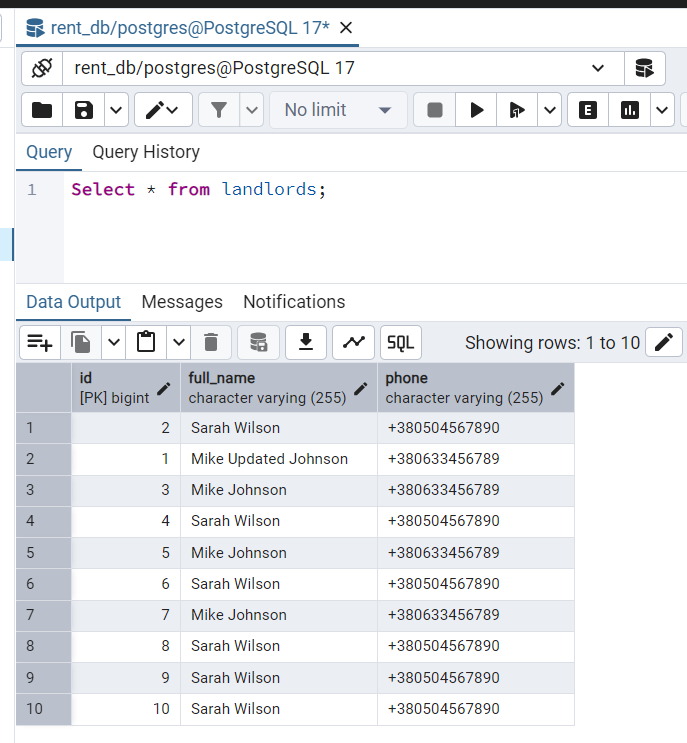 rent_db/postgres@PostgreSQL 17*
rent_db/postgres@PostgreSQL 17
No limit
E
Query Query History
1 Select * from landlords;
Data Output Messages Notifications
SQL Showing rows: 1 to 10
id full_name phone
[PK] bigint character varying (255) character varying (255)
1 2 Sarah Wilson +380504567890
2 1 Mike Updated Johnson +380633456789
3 3 Mike Johnson +380633456789
4 4 Sarah Wilson +380504567890
5 5 Mike Johnson +380633456789
6 6 Sarah Wilson +380504567890
7 7 Mike Johnson +380633456789
8 8 Sarah Wilson +380504567890
9 9 Sarah Wilson +380504567890
10 10 Sarah Wilson +380504567890